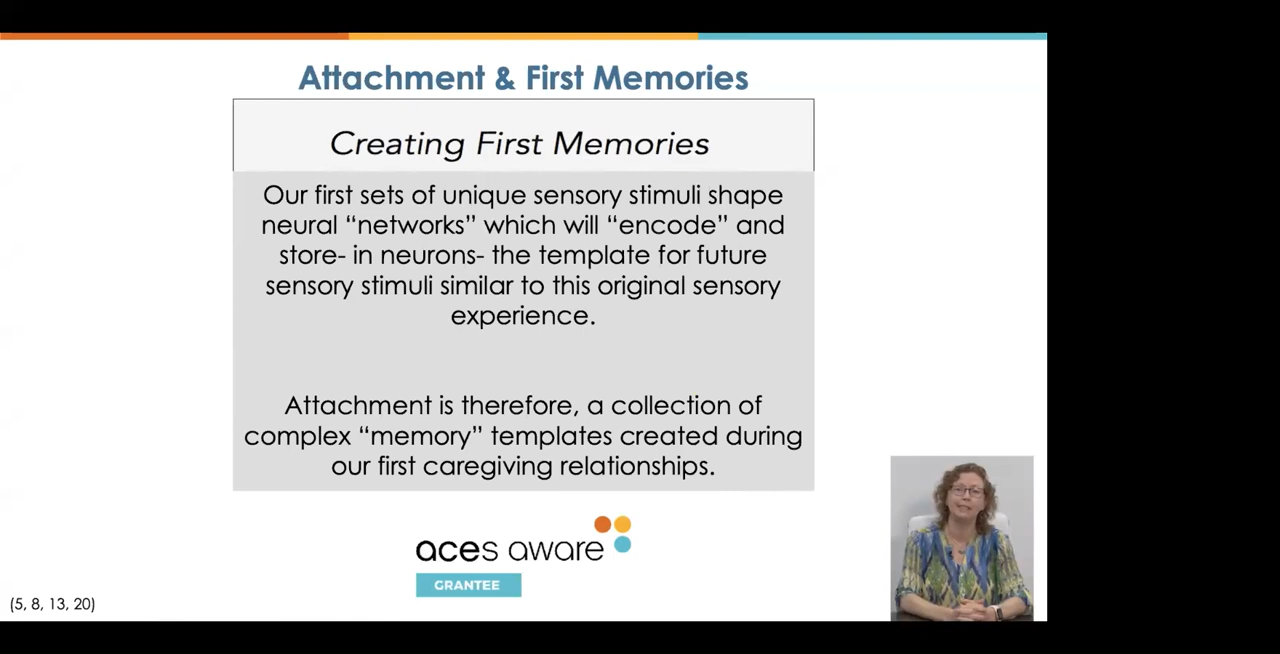 Attachment & First Memories
Creating First Memories
Our first sets of unique sensory stimuli shape
neural “networks” which will “encode” and
store- in neurons- the template for future
sensory stimuli similar to this original sensory
experience.
Attachment is therefore, a collection of
complex “memory” templates created during
our first caregiving relationships.
aces aware
GRANTEE
(5, 8, 13, 20)